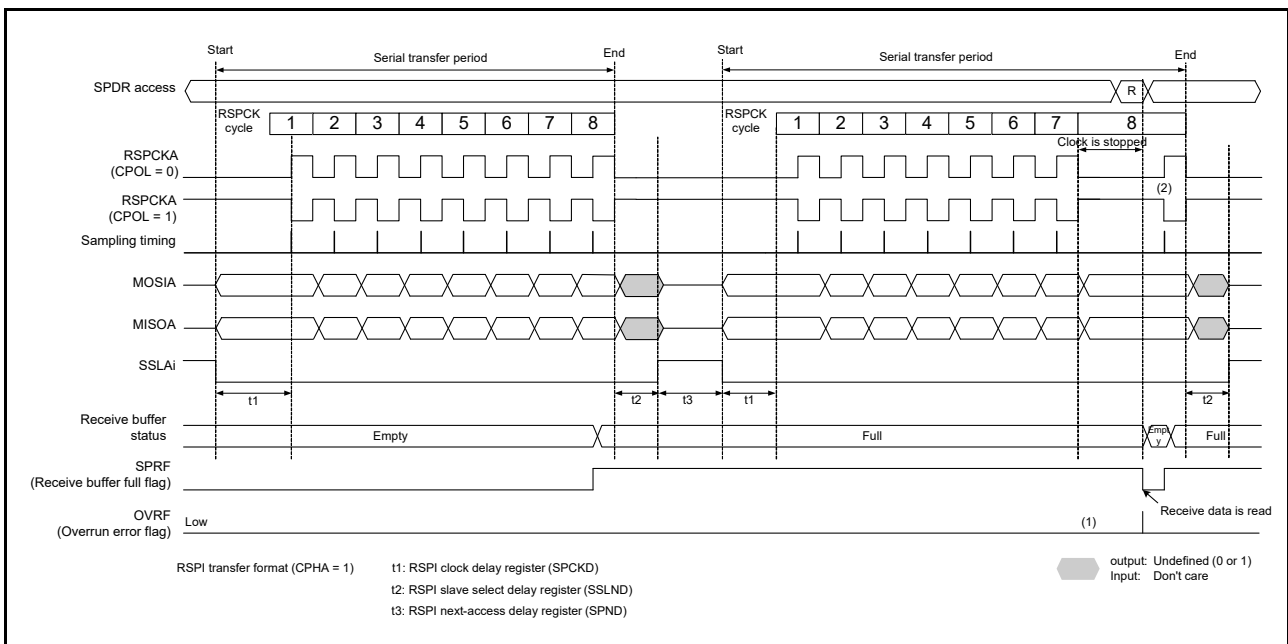 Start
Serial transfer period
End
Start
Serial transfer period
End
SPDR access
R
RSPCK
cycle
1 2 3 4 5 6 7 8
RSPCK
cycle
1 2 3 4 5 6 7 8
Clock is stopped
RSPCKA
(CPOL = 0)
(2)
RSPCKA
(CPOL = 1)
Sampling timing
MOSIA
MISOA
SSLAi
t1
t2
t3
t1
t2
Receive buffer
status
Empty
Full
Empt
y
Full
SPRF
(Receive buffer full flag)
Receive data is read
OVRF
(Overrun error flag)
Low
(1)
RSPI transfer format (CPHA = 1)
t1: RSPI clock delay register (SPCKD)
t2: RSPI slave select delay register (SSLND)
t3: RSPI next-access delay register (SPND)
output: Undefined (0 or 1)
Input: Don't care